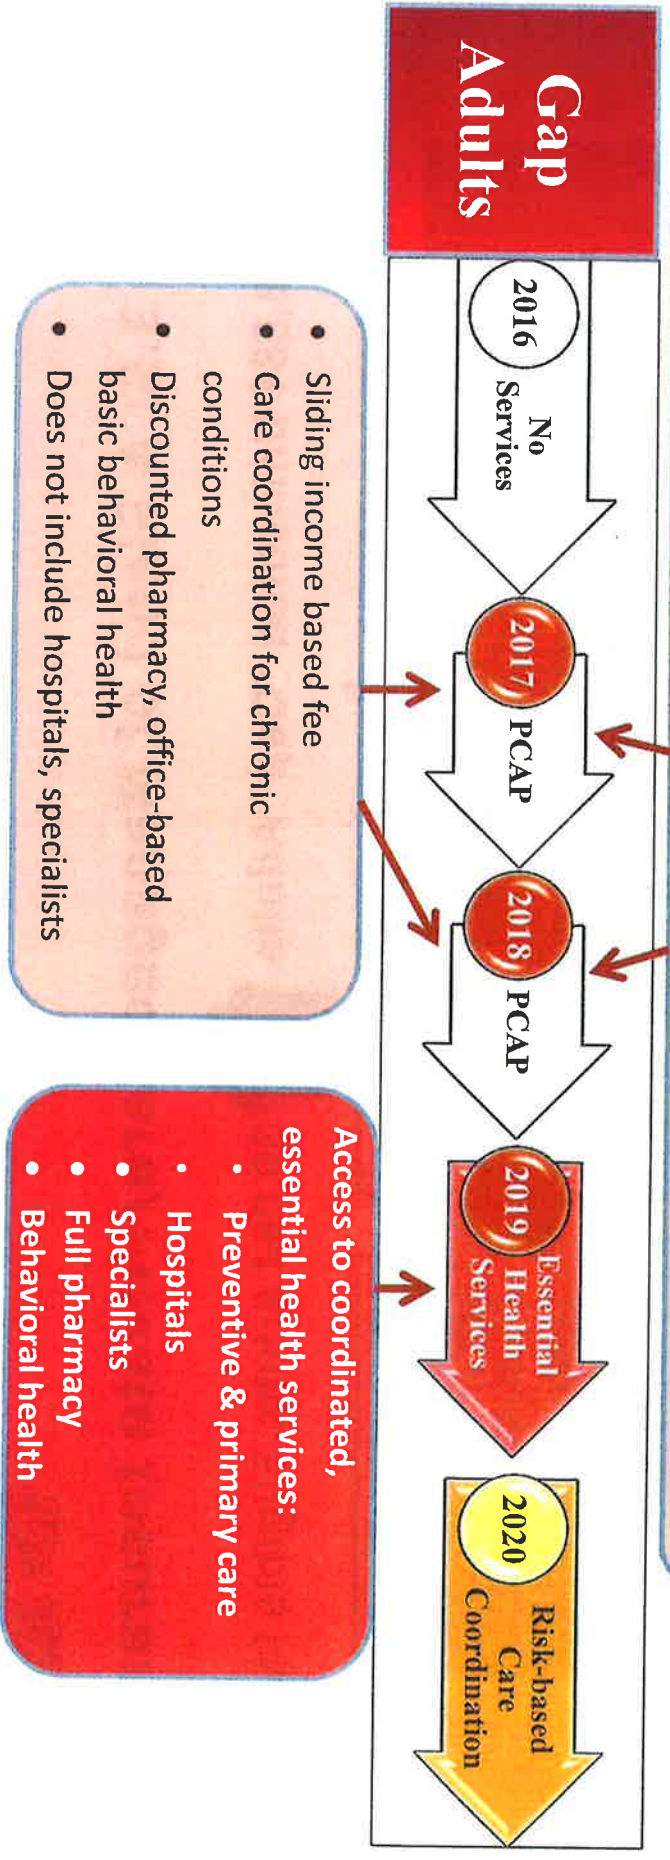 Gap
Adults
2016
No
Services
2017
PCAP
2018
PCAP
2019
Essential
Health
Services
2020
Risk-based
Care
Coordination
• Sliding income based fee
• Care coordination for chronic
conditions
• Discounted pharmacy, office-based
basic behavioral health
• Does not include hospitals, specialists
Access to coordinated,
essential health services:
• Preventive & primary care
• Hospitals
• Specialists
• Full pharmacy
• Behavioral health